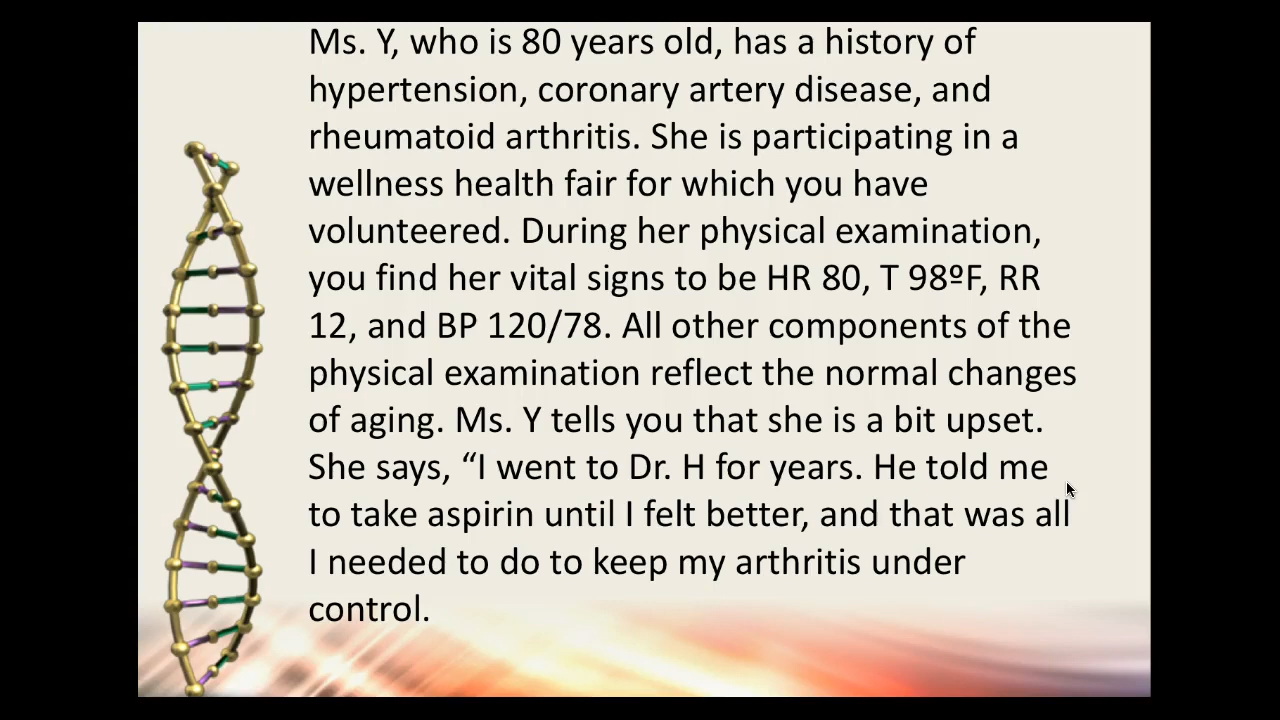 Ms. Y, who is 80 years old, has a history of
hypertension, coronary artery disease, and
rheumatoid arthritis. She is participating in a
wellness health fair for which you have
volunteered. During her physical examination,
you find her vital signs to be HR 80, T 98ºF, RR
12, and BP 120/78. All other components of the
physical examination reflect the normal changes
of aging. Ms. Y tells you that she is a bit upset.
She says, “I went to Dr. H for years. He told me
to take aspirin until I felt better, and that was all
I needed to do to keep my arthritis under
control.